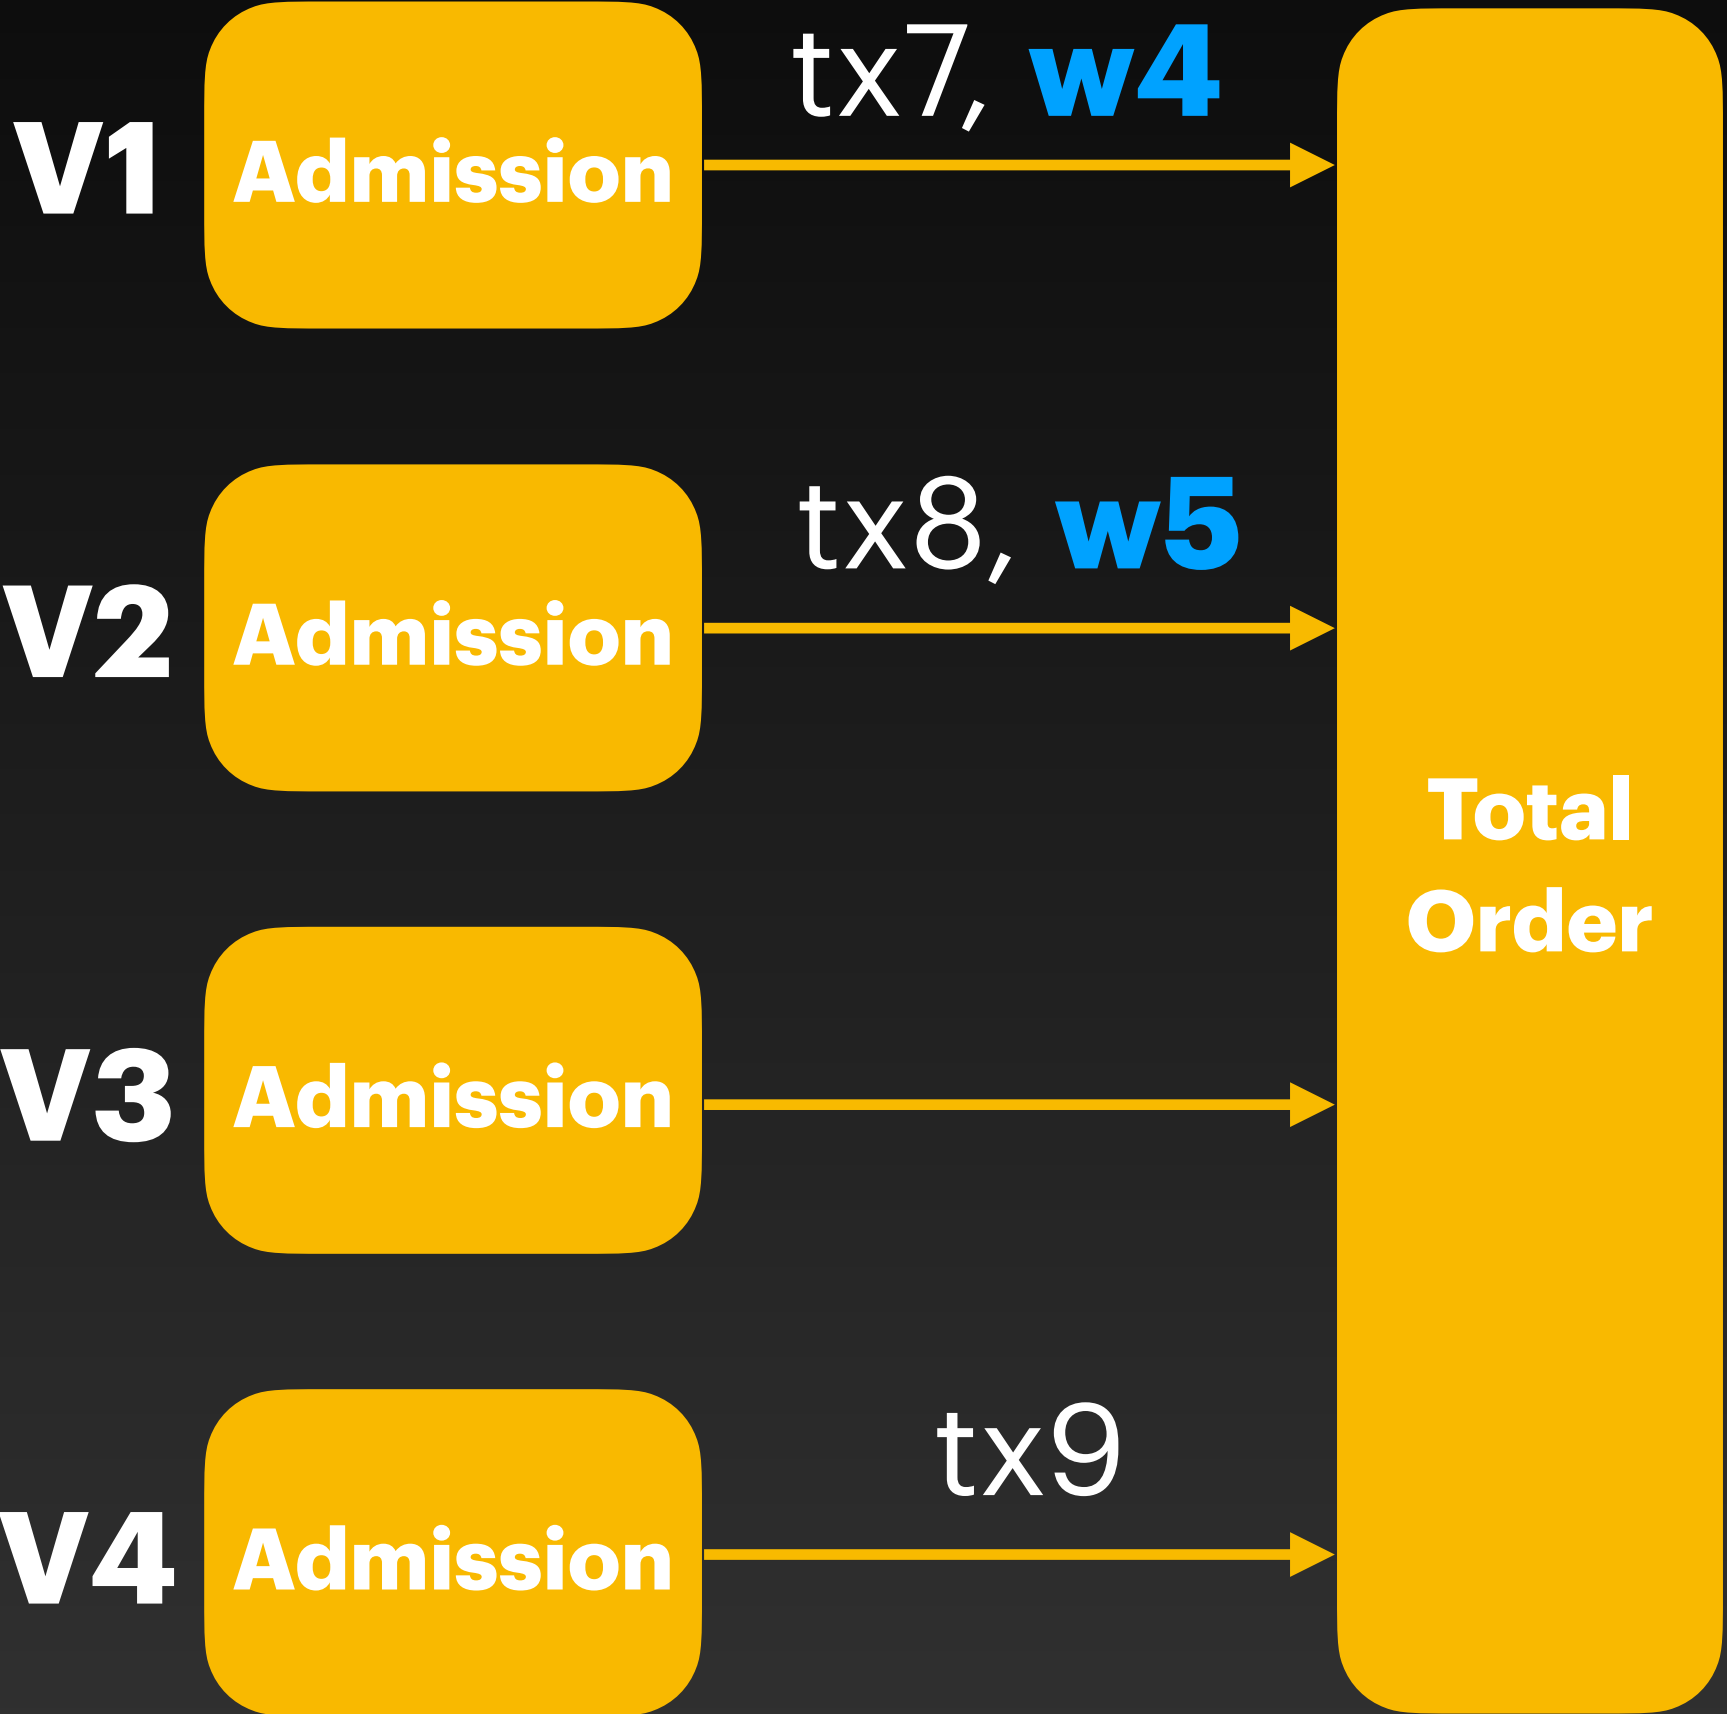 tx7, w4
V1
Admission
tx8, w5
V2
Admission
Total
Order
V3
Admission
tx9
V4
Admission